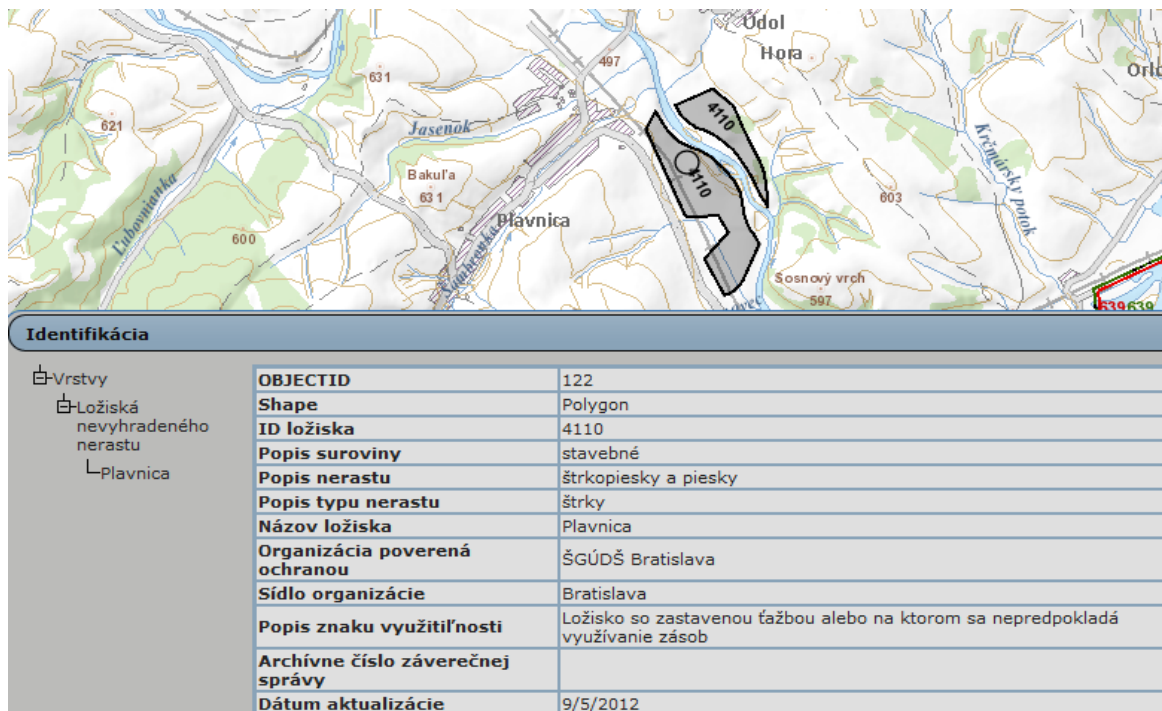 Údol
Hora
Orlo
497
631
621
Jasenok
4110
Krčmársky potok
Bakuľa
631
4110
603
Ľubovnianka
Plavnica
600
Šambronka
Sosnový vrch
597
639 639
Identifikácia
Vrstvy
Ložiská
nevyhradeného
nerastu
Plavnica
OBJECTID 122
Shape Polygon
ID ložiska 4110
Popis suroviny stavebné
Popis nerastu štrkopiesky a piesky
Popis typu nerastu štrky
Názov ložiska Plavnica
Organizácia poverená
ochranou ŠGÚDŠ Bratislava
Sídlo organizácie Bratislava
Popis znaku využitiľnosti Ložisko so zastavenou ťažbou alebo na ktorom sa nepredpokladá
využívanie zásob
Archívne číslo záverečnej
správy
Dátum aktualizácie 9/5/2012